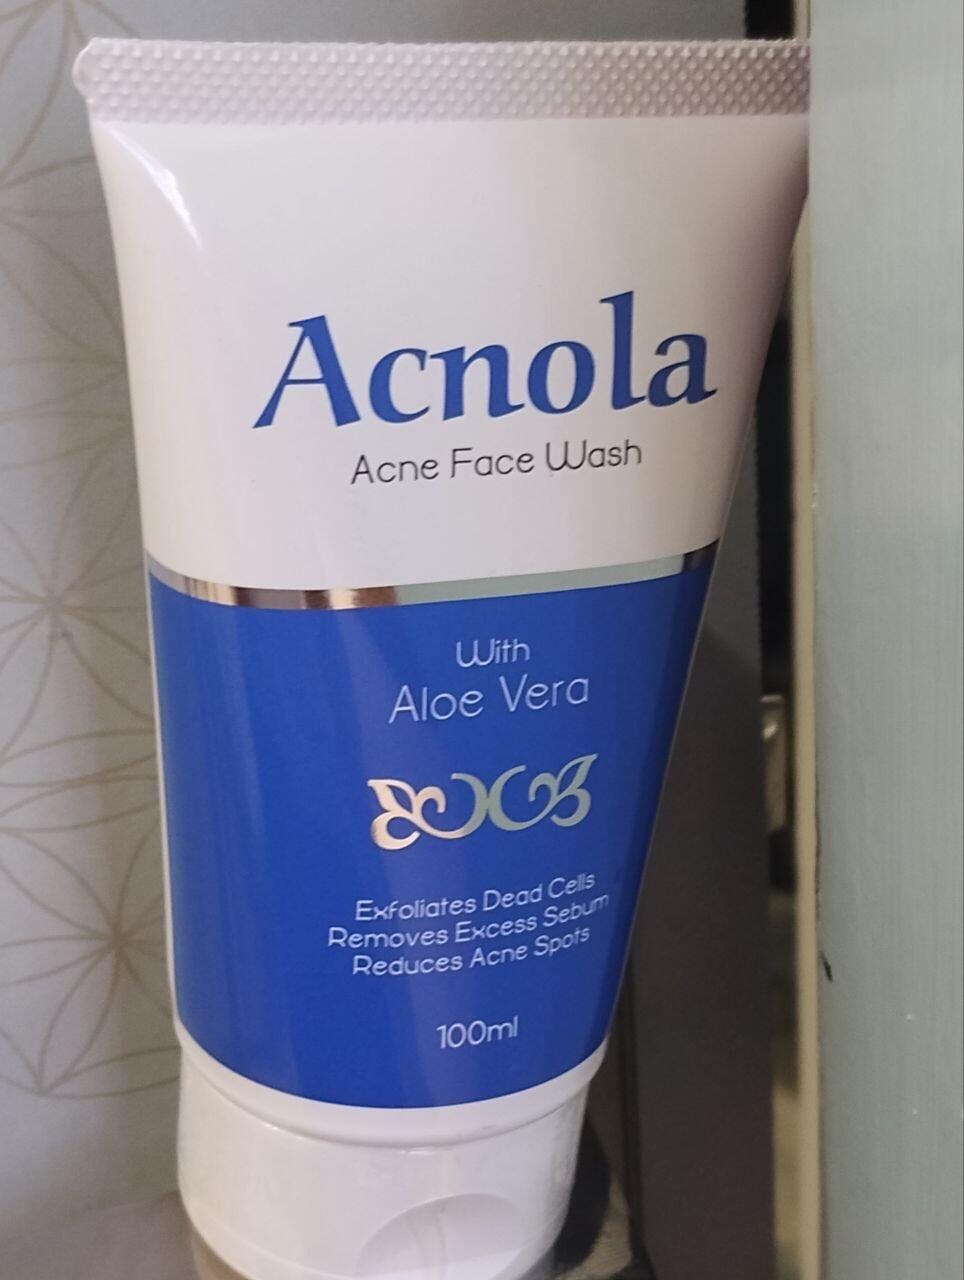 Acnola
Acne Face Wash
With
Aloe Vera
Exfoliates Dead Cells
Removes Excess Sebum
Reduces Acne Spots
100ml